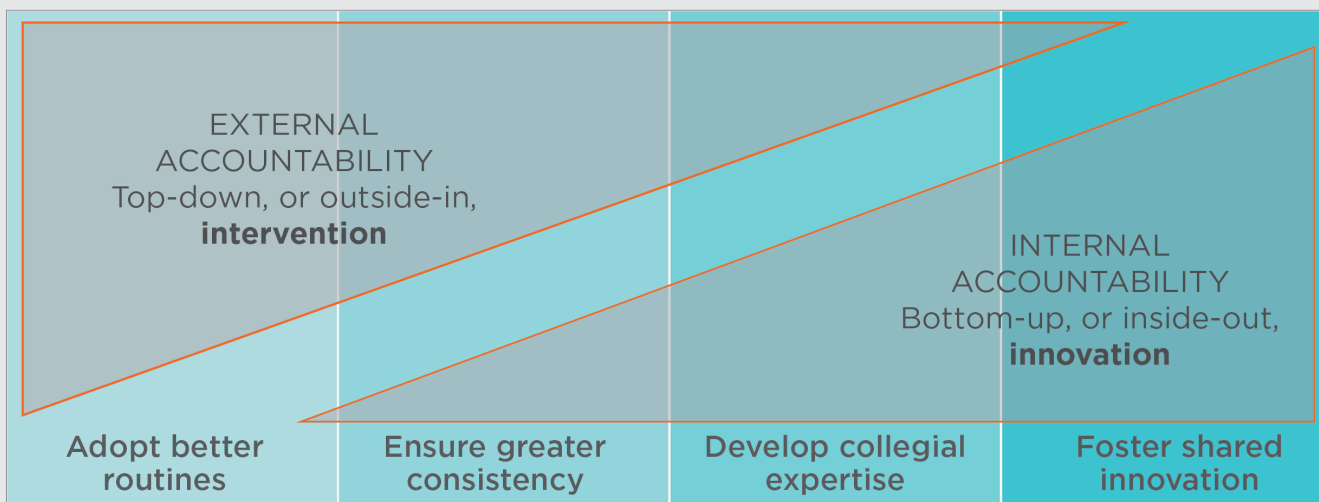 EXTERNAL
ACCOUNTABILITY
Top-down, or outside-in,
intervention
INTERNAL
ACCOUNTABILITY
Bottom-up, or inside-out,
innovation
Adopt better
routines
Ensure greater
consistency
Develop collegial
expertise
Foster shared
innovation